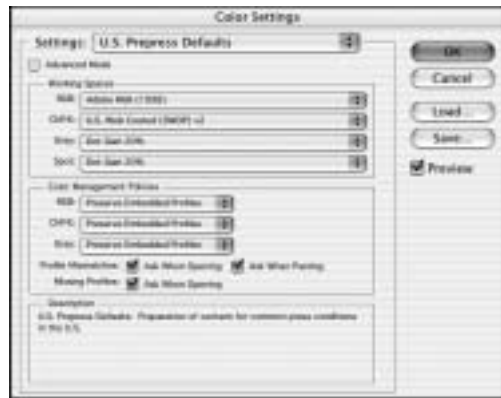 Color Settings
Settings: U.S. Prepress Defaults
OK
Advanced Mode
Cancel
Working Spaces
RGB: Adobe RGB (1998)
Load...
CMYK: U.S. Web Coated (SWOP) v2
Save...
Gray: Dot Gain 20%
Spot: Dot Gain 20%
Preview
Color Management Policies
RGB: Preserve Embedded Profiles
CMYK: Preserve Embedded Profiles
Gray: Preserve Embedded Profiles
Profile Mismatches: Ask When Opening Ask When Pasting
Missing Profiles: Ask When Opening
Description
U.S. Prepress Defaults: Preparation of content for common press conditions
in the U.S.